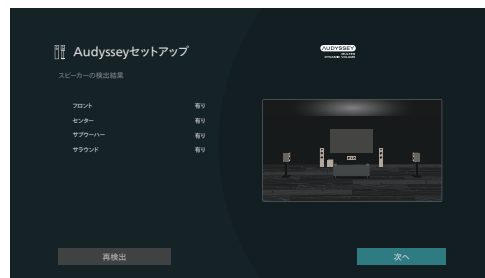 Audysseyセットアップ
AUDYSSEY
MULTEQ
DYNAMIC VOLUME
スピーカーの検出結果
フロント 有り
センター 有り
サブウーハー 有り
サラウンド 有り
再検出
次へ